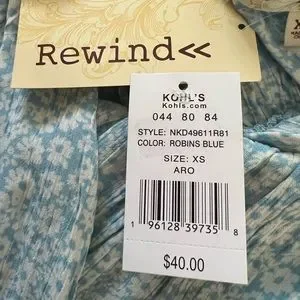 Rewind<<
KOHL'S
Kohls.com
044 80 84
STYLE: NKD49611R81
COLOR: ROBINS BLUE
SIZE: XS
ARO
1 96128 39735 8
$40.00